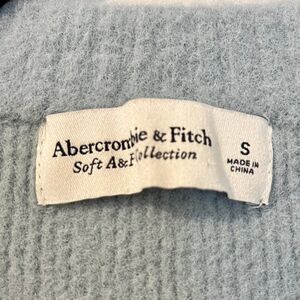 Abercrombie & Fitch
Soft A&F Collection
S
MADE IN
CHINA